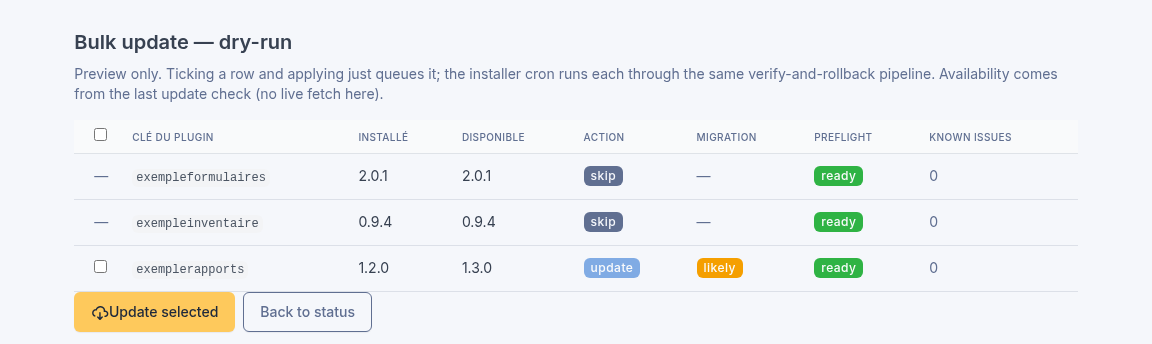 Bulk update — dry-run
Preview only. Ticking a row and applying just queues it; the installer cron runs each through the same verify-and-rollback pipeline. Availability comes
from the last update check (no live fetch here).
CLÉ DU PLUGIN INSTALLÉ DISPONIBLE ACTION MIGRATION PREFLIGHT KNOWN ISSUES
— exempleformulaires 2.0.1 2.0.1 skip — ready 0
— exempleinventaire 0.9.4 0.9.4 skip — ready 0
exemplerapports 1.2.0 1.3.0 update likely ready 0
Update selected Back to status